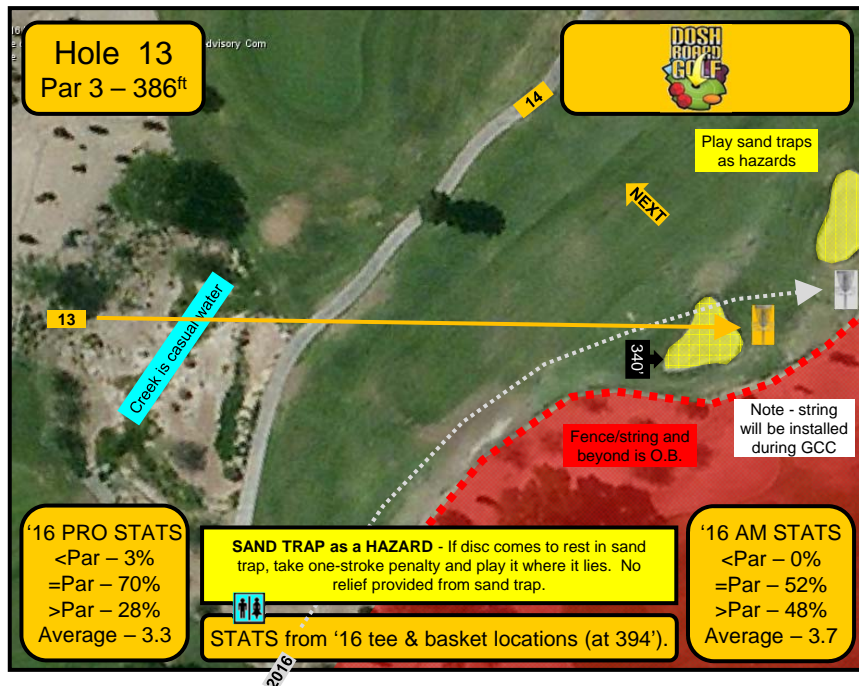 Hole 13
Par 3 – 386ft
dvisory Com
DOSH
BOARD
GOLF
14
Play sand traps
as hazards
NEXT
13
Creek is casual water
340'
Fence/string and
beyond is O.B.
Note - string
will be installed
during GCC
'16 PRO STATS
<Par – 3%
=Par – 70%
>Par – 28%
Average – 3.3
SAND TRAP as a HAZARD - If disc comes to rest in sand
trap, take one-stroke penalty and play it where it lies. No
relief provided from sand trap.
STATS from '16 tee & basket locations (at 394').
'16 AM STATS
<Par – 0%
=Par – 52%
>Par – 48%
Average – 3.7
2016